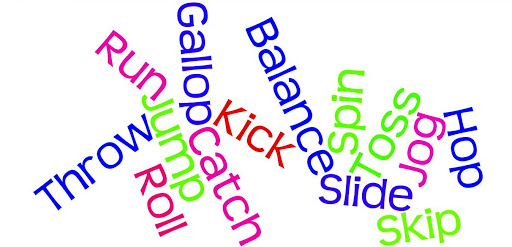 Gallop
Balance
Run
Jump
Kick
Spin
Toss
Hop
Jog
Throw
Catch
Roll
Slide
Skip